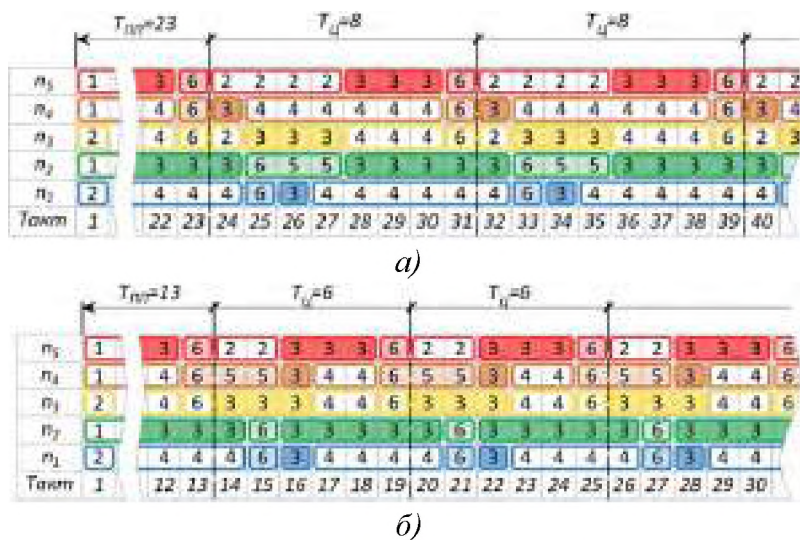 Tпп=23 Tц=8 Tц=8
n5 1 3 6 2 2 2 2 3 3 3 6 2 2 2 2 3 3 3 6 2 2
n4 1 4 6 3 4 4 4 4 4 4 6 3 4 4 4 4 4 4 6 3 4
n3 2 4 6 2 3 3 3 4 4 4 6 2 3 3 3 4 4 4 6 2 3
n2 1 3 3 3 6 5 5 3 3 3 3 3 6 5 5 3 3 3 3 3
n1 2 4 4 4 6 3 4 4 4 4 4 4 6 3 4 4 4 4 4 4
Такт 1 22 23 24 25 26 27 28 29 30 31 32 33 34 35 36 37 38 39 40
а)
Tпп=13 Tц=6 Tц=6
n5 1 3 6 2 2 3 3 3 6 2 2 3 3 3 6 2 2 3 3 3 6
n4 1 4 6 5 5 3 4 4 6 5 5 3 4 4 6 5 5 3 4 4 6
n3 2 4 6 3 3 3 4 4 6 3 3 3 4 4 6 3 3 3 4 4 6
n2 1 3 3 3 6 3 3 3 3 3 6 3 3 3 3 3 6 3 3 3
n1 2 4 4 4 6 3 4 4 4 4 6 3 4 4 4 4 6 3 4 4
Такт 1 12 13 14 15 16 17 18 19 20 21 22 23 24 25 26 27 28 29 30
б)